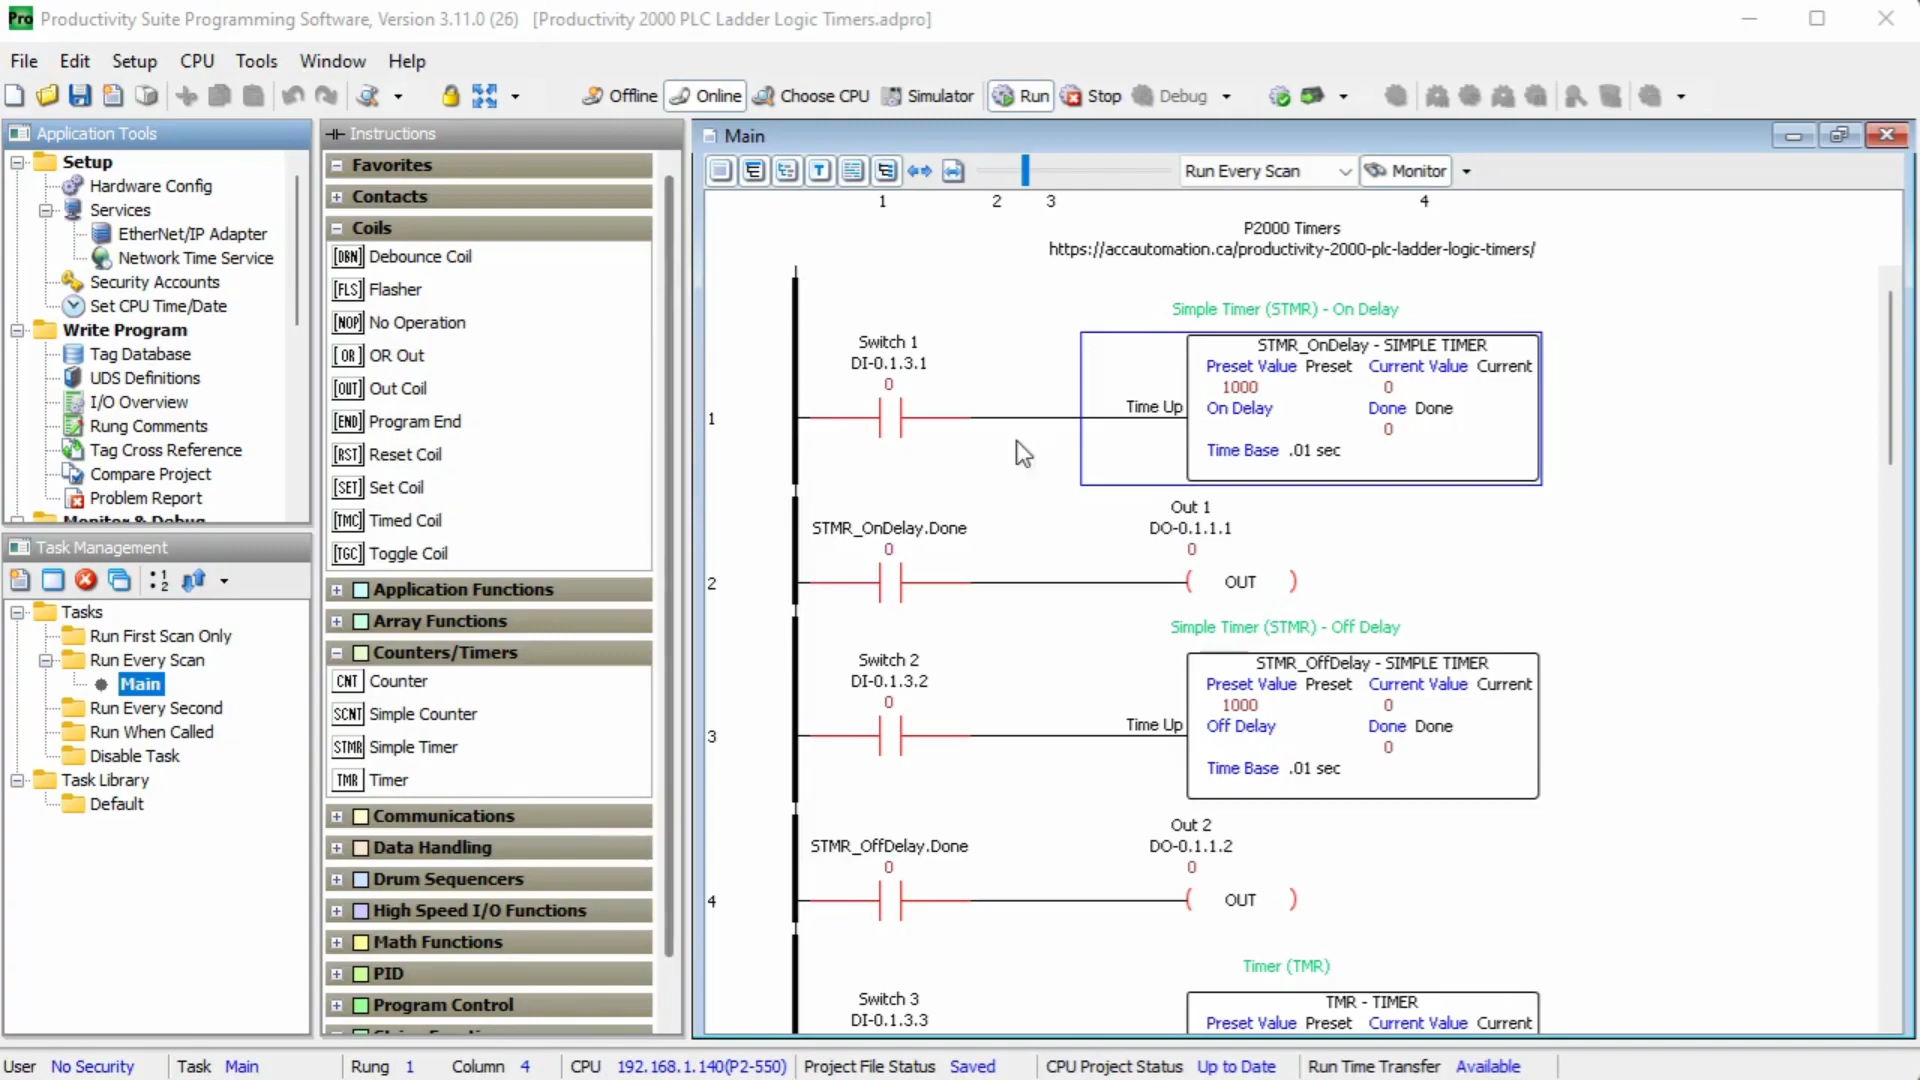 Pro Productivity Suite Programming Software, Version 3.11.0 (26) [Productivity 2000 PLC Ladder Logic Timers.adpro]
File Edit Setup CPU Tools Window Help
Offline Online Choose CPU Simulator Run Stop Debug
Application Tools
Setup
Hardware Config
Services
EtherNet/IP Adapter
Network Time Service
Security Accounts
Set CPU Time/Date
Write Program
Tag Database
UDS Definitions
I/O Overview
Rung Comments
Tag Cross Reference
Compare Project
Problem Report
Monitor & Debug
Task Management
Tasks
Run First Scan Only
Run Every Scan
Main
Run Every Second
Run When Called
Disable Task
Task Library
Default
Instructions
Favorites
Contacts
Coils
[DBN] Debounce Coil
[FLS] Flasher
[NOP] No Operation
[OR] OR Out
[OUT] Out Coil
[END] Program End
[RST] Reset Coil
[SET] Set Coil
[TMC] Timed Coil
[TGC] Toggle Coil
Application Functions
Array Functions
Counters/Timers
CNT Counter
SCNT Simple Counter
STMR Simple Timer
TMR Timer
Communications
Data Handling
Drum Sequencers
High Speed I/O Functions
Math Functions
PID
Program Control
Main
Run Every Scan Monitor
1 2 3 4
P2000 Timers
https://accautomation.ca/productivity-2000-plc-ladder-logic-timers/
Simple Timer (STMR) - On Delay
Switch 1
DI-0.1.3.1
0
1
Time Up
STMR_OnDelay - SIMPLE TIMER
Preset Value Preset Current Value Current
1000 0
On Delay Done Done
0
Time Base .01 sec
STMR_OnDelay.Done
0
2
Out 1
DO-0.1.1.1
0
OUT
Simple Timer (STMR) - Off Delay
Switch 2
DI-0.1.3.2
0
3
Time Up
STMR_OffDelay - SIMPLE TIMER
Preset Value Preset Current Value Current
1000 0
Off Delay Done Done
0
Time Base .01 sec
STMR_OffDelay.Done
0
4
Out 2
DO-0.1.1.2
0
OUT
Timer (TMR)
Switch 3
DI-0.1.3.3
TMR - TIMER
Preset Value Preset Current Value Current
User No Security Task Main Rung 1 Column 4 CPU 192.168.1.140(P2-550) Project File Status Saved CPU Project Status Up to Date Run Time Transfer Available